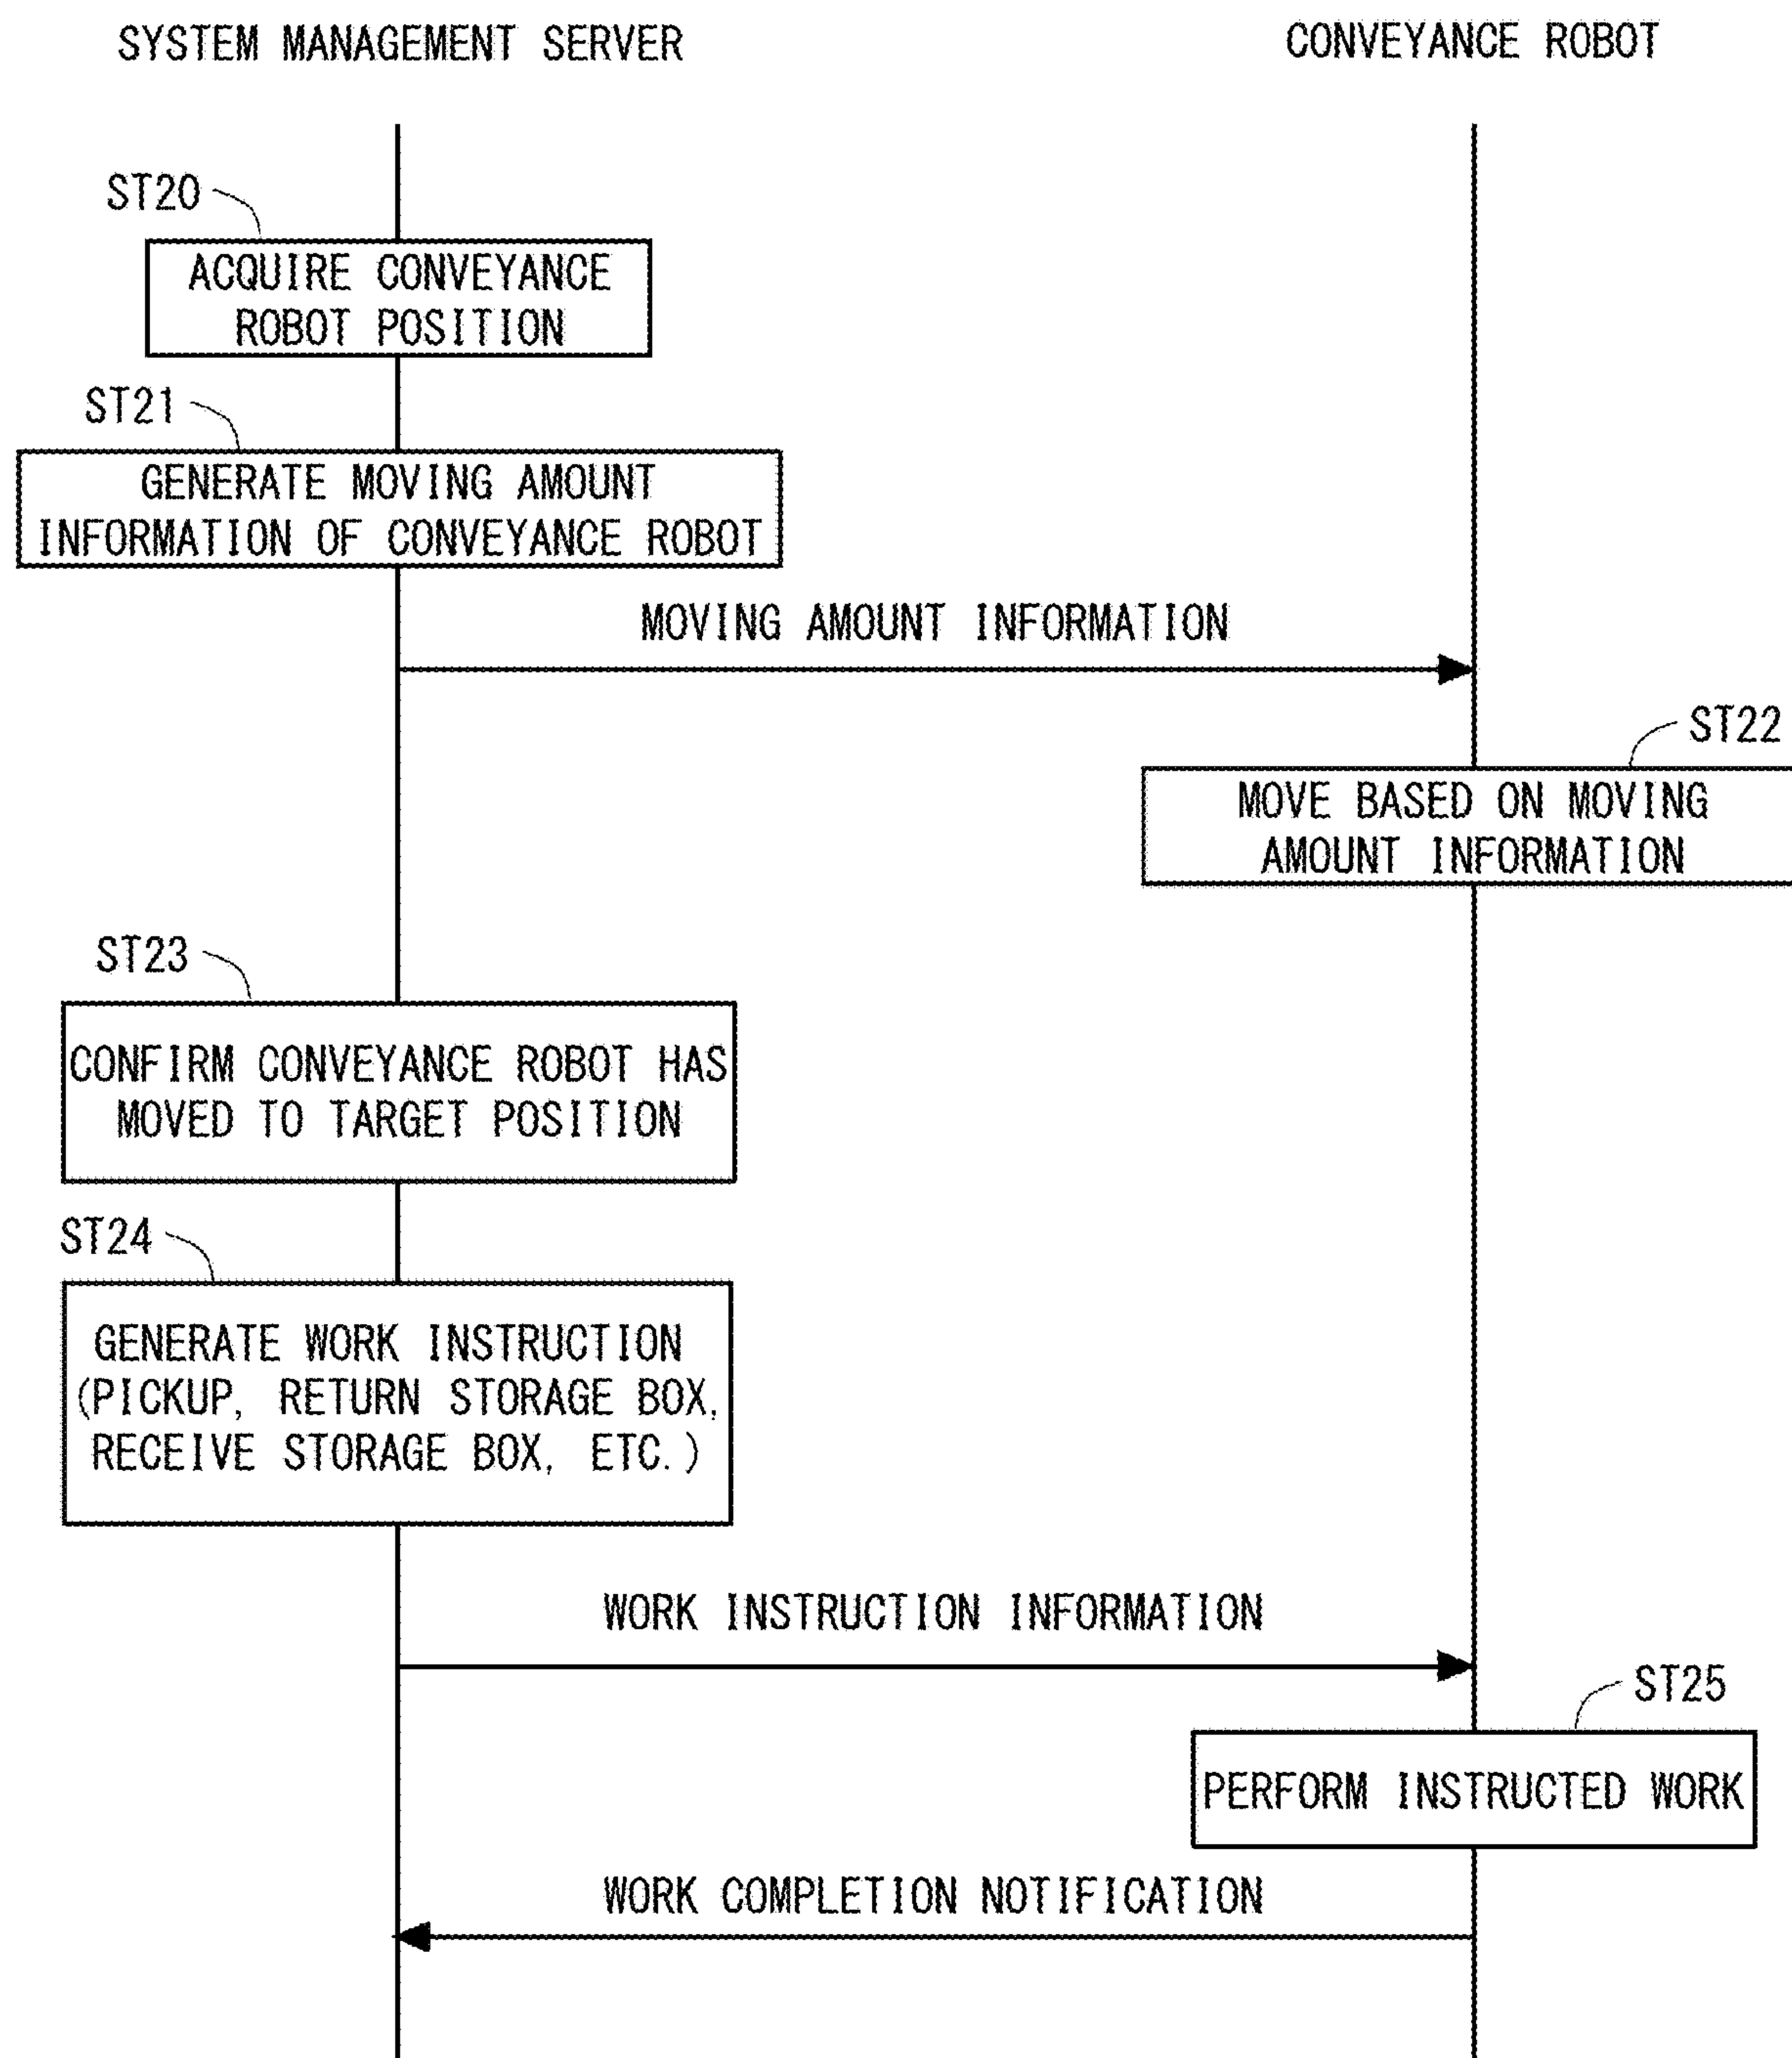 SYSTEM MANAGEMENT SERVER
CONVEYANCE ROBOT
ST20
ACQUIRE CONVEYANCE
ROBOT POSITION
ST21
GENERATE MOVING AMOUNT
INFORMATION OF CONVEYANCE ROBOT
MOVING AMOUNT INFORMATION
ST22
MOVE BASED ON MOVING
AMOUNT INFORMATION
ST23
CONFIRM CONVEYANCE ROBOT HAS
MOVED TO TARGET POSITION
ST24
GENERATE WORK INSTRUCTION
(PICKUP, RETURN STORAGE BOX,
RECEIVE STORAGE BOX, ETC.)
WORK INSTRUCTION INFORMATION
ST25
PERFORM INSTRUCTED WORK
WORK COMPLETION NOTIFICATION